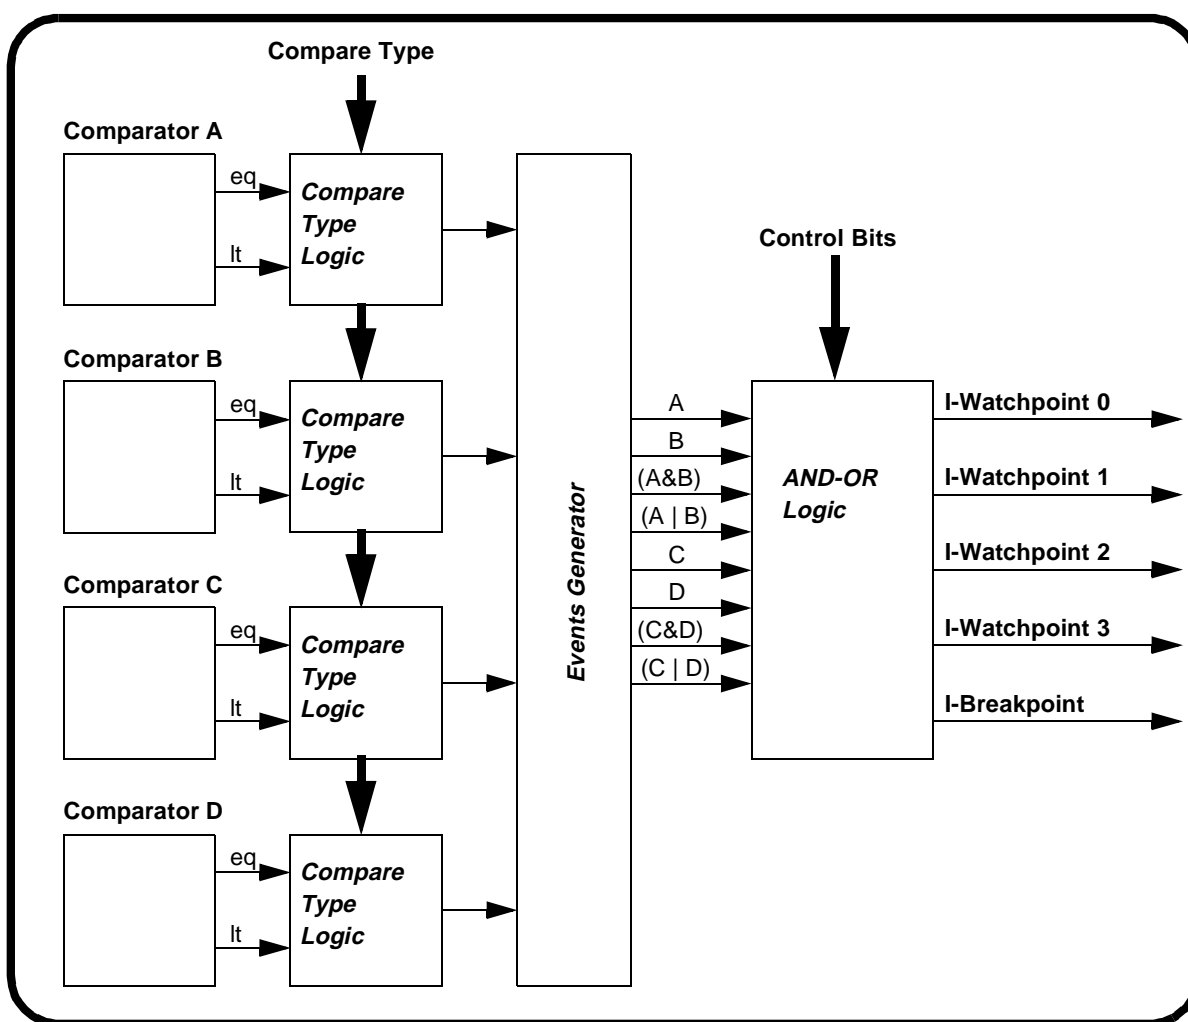 Compare Type
Comparator A
eq
lt
Compare
Type
Logic
Comparator B
eq
lt
Compare
Type
Logic
Comparator C
eq
lt
Compare
Type
Logic
Comparator D
eq
lt
Compare
Type
Logic
Events Generator
A
B
(A&B)
(A | B)
C
D
(C&D)
(C | D)
Control Bits
AND-OR
Logic
I-Watchpoint 0
I-Watchpoint 1
I-Watchpoint 2
I-Watchpoint 3
I-Breakpoint